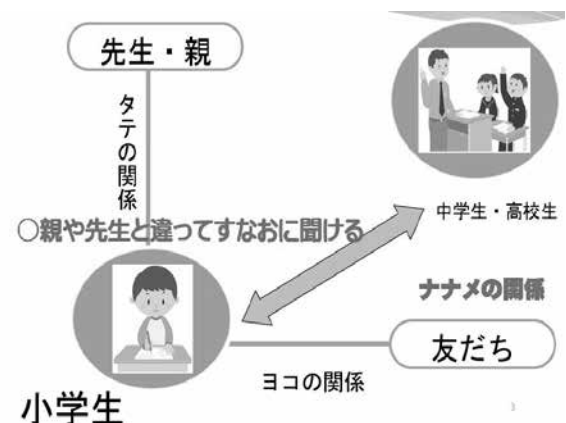 先生・親
タテの関係
中学生・高校生
○親や先生と違ってすなおに聞ける
ナナメの関係
友だち
ヨコの関係
小学生
3